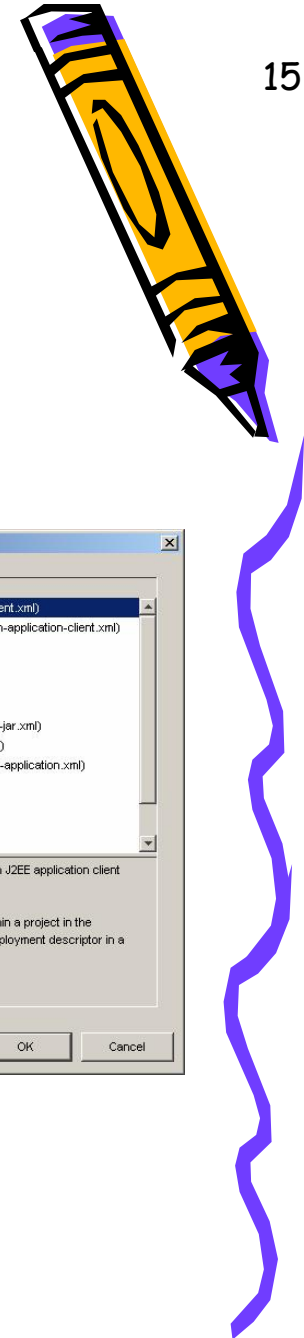 15
ent.xml)
n-application-client.xml)
-jar.xml)
)
-application.xml)
J2EE application client
in a project in the
ployment descriptor in a
OK
Cancel